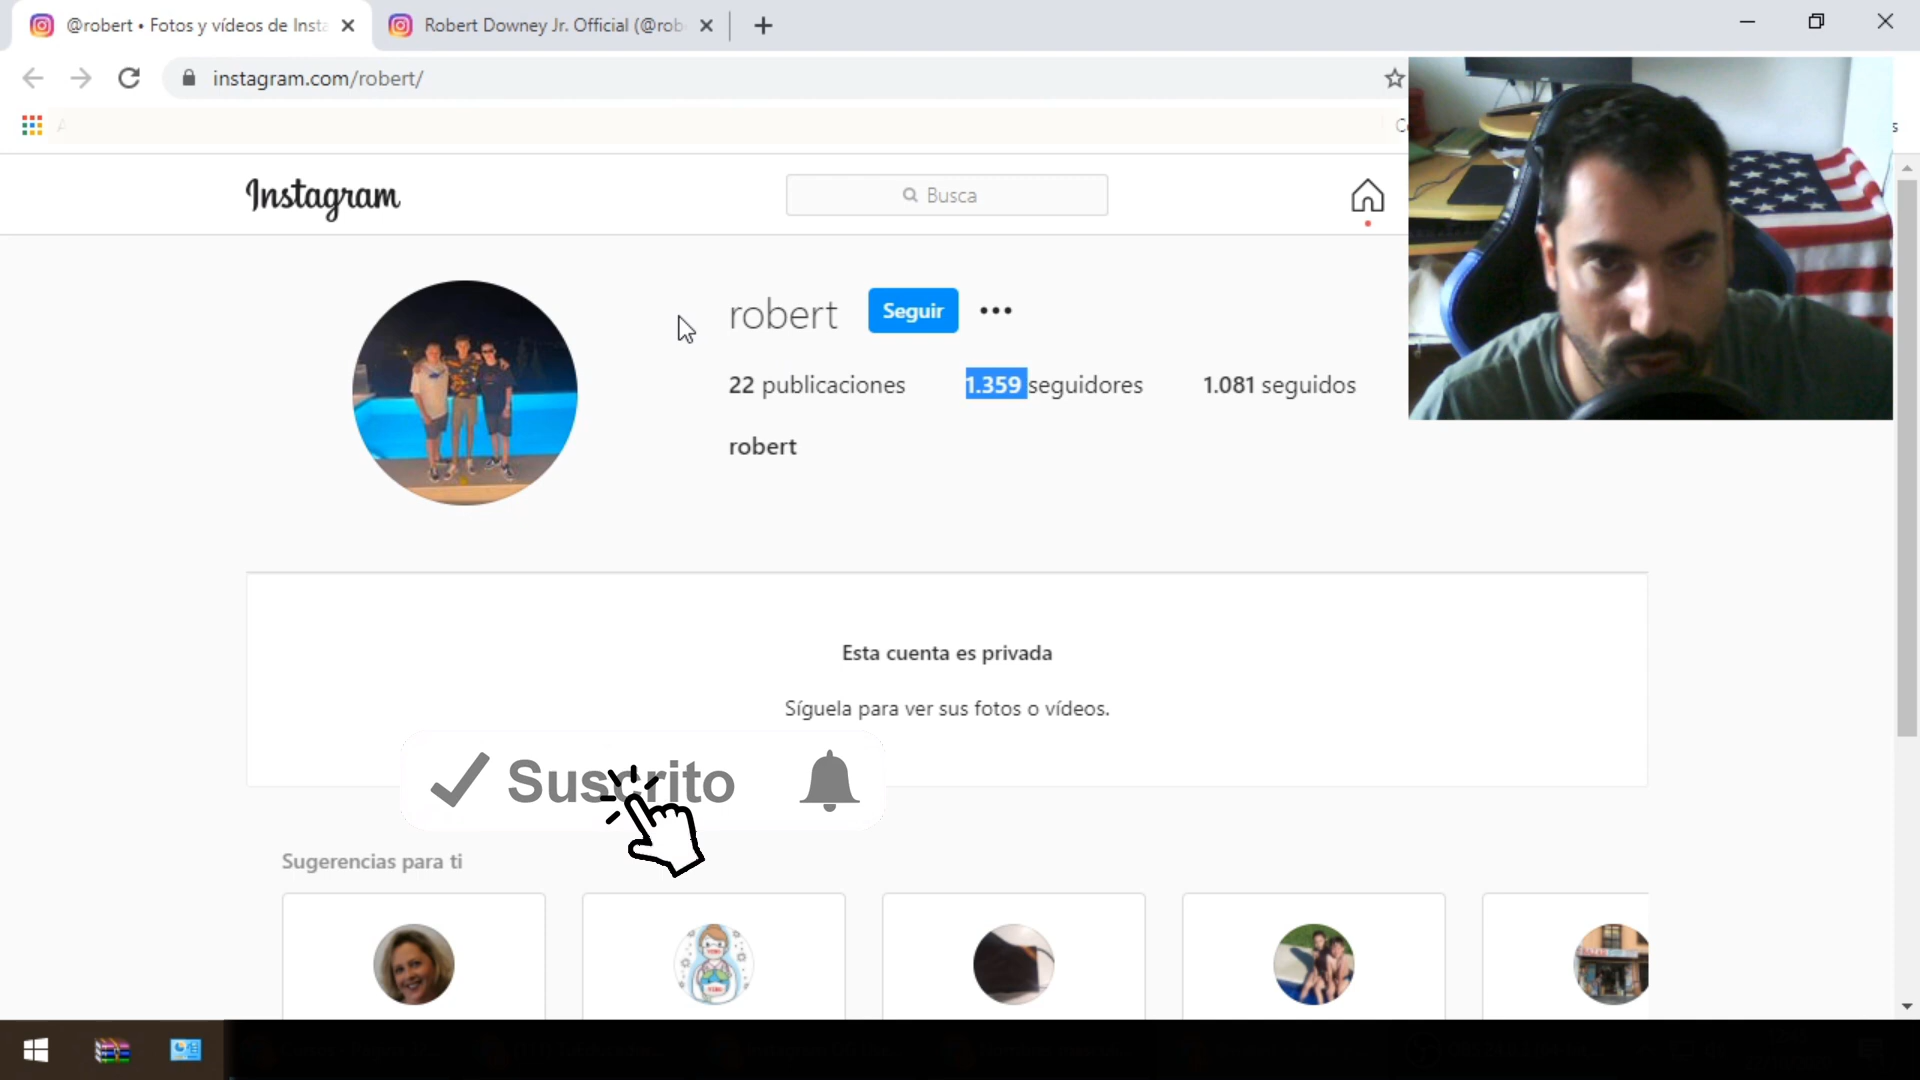 @robert • Fotos y vídeos de Insta
Robert Downey Jr. Official (@rob
instagram.com/robert/
Instagram
Busca
robert
Seguir
22 publicaciones
1.359 seguidores
1.081 seguidos
robert
Esta cuenta es privada
Síguela para ver sus fotos o vídeos.
Suscrito
Sugerencias para ti